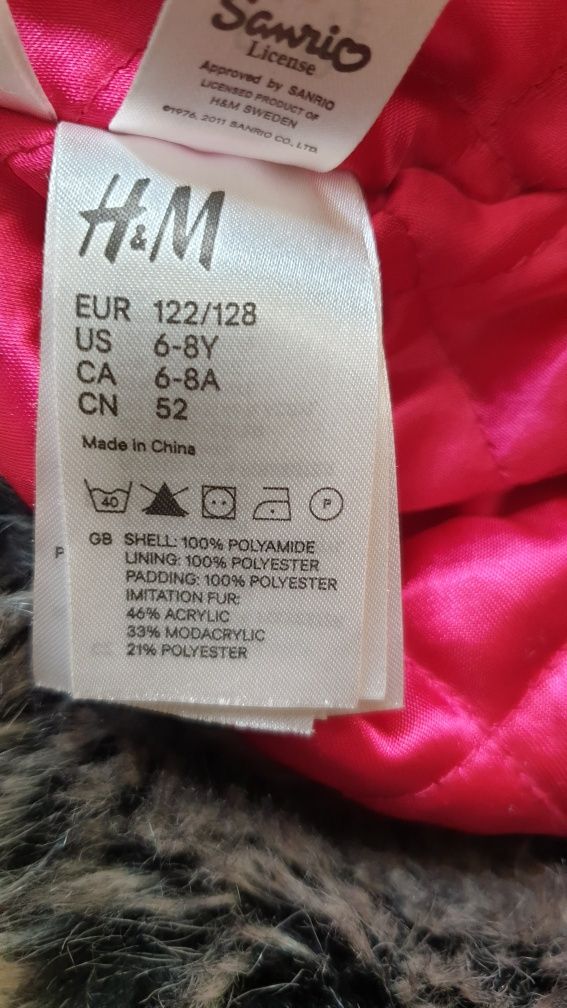 Sanrio
License
Approved by SANRIO
LICENSED PRODUCT OF
H&M SWEDEN
©1976, 2011 SANRIO CO., LTD.
H&M
EUR 122/128
US 6-8Y
CA 6-8A
CN 52
Made in China
40 P
GB SHELL: 100% POLYAMIDE
LINING: 100% POLYESTER
P PADDING: 100% POLYESTER
IMITATION FUR:
46% ACRYLIC
33% MODACRYLIC
21% POLYESTER